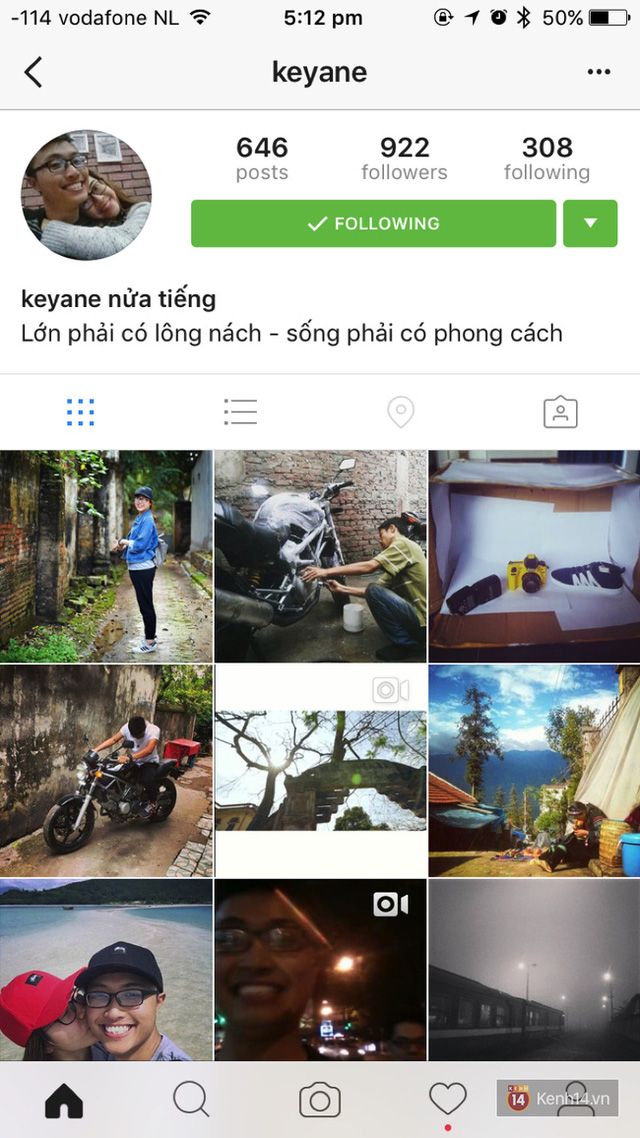 -114 vodafone NL 5:12 pm 50%
keyane
646 922 308
posts followers following
FOLLOWING
keyane nửa tiếng
Lớn phải có lông nách - sống phải có phong cách
KENH
14 Kenh14.vn